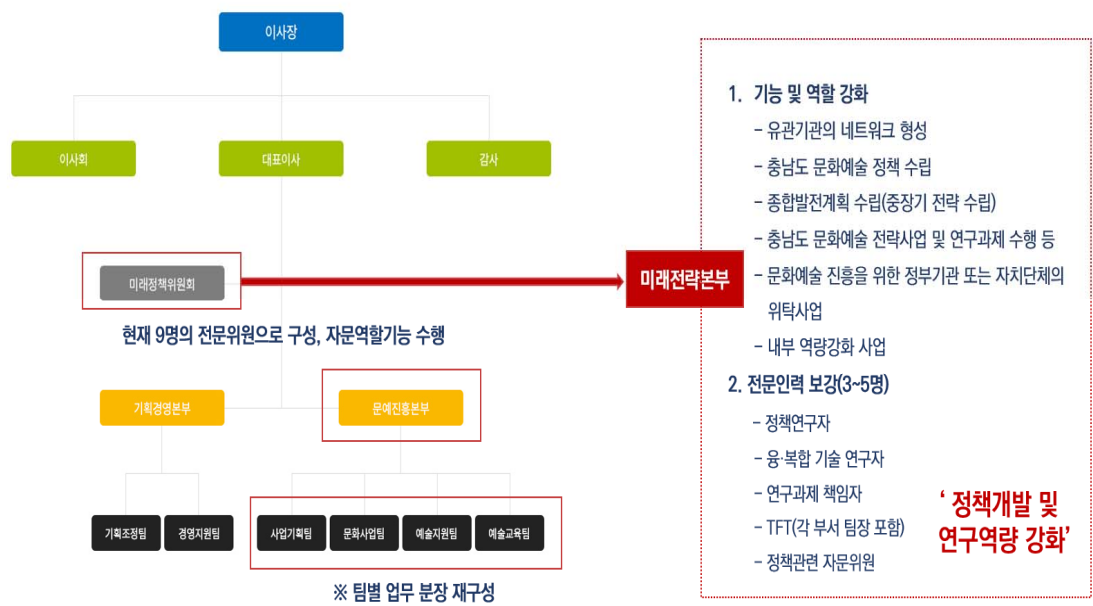 이사장
이사회
대표이사
감사
미래정책위원회
현재 9명의 전문위원으로 구성, 자문역할기능 수행
기획경영본부
문예진흥본부
기획조정팀
경영지원팀
사업기획팀
문화사업팀
예술지원팀
예술교육팀
※ 팀별 업무 분장 재구성
미래전략본부
1. 기능 및 역할 강화
- 유관기관의 네트워크 형성
- 충남도 문화예술 정책 수립
- 종합발전계획 수립(중장기 전략 수립)
- 충남도 문화예술 전략사업 및 연구과제 수행 등
- 문화예술 진흥을 위한 정부기관 또는 자치단체의
위탁사업
- 내부 역량강화 사업
2. 전문인력 보강(3~5명)
- 정책연구자
- 융·복합 기술 연구자
- 연구과제 책임자
- TFT(각 부서 팀장 포함)
- 정책관련 자문위원
‘ 정책개발 및
연구역량 강화’